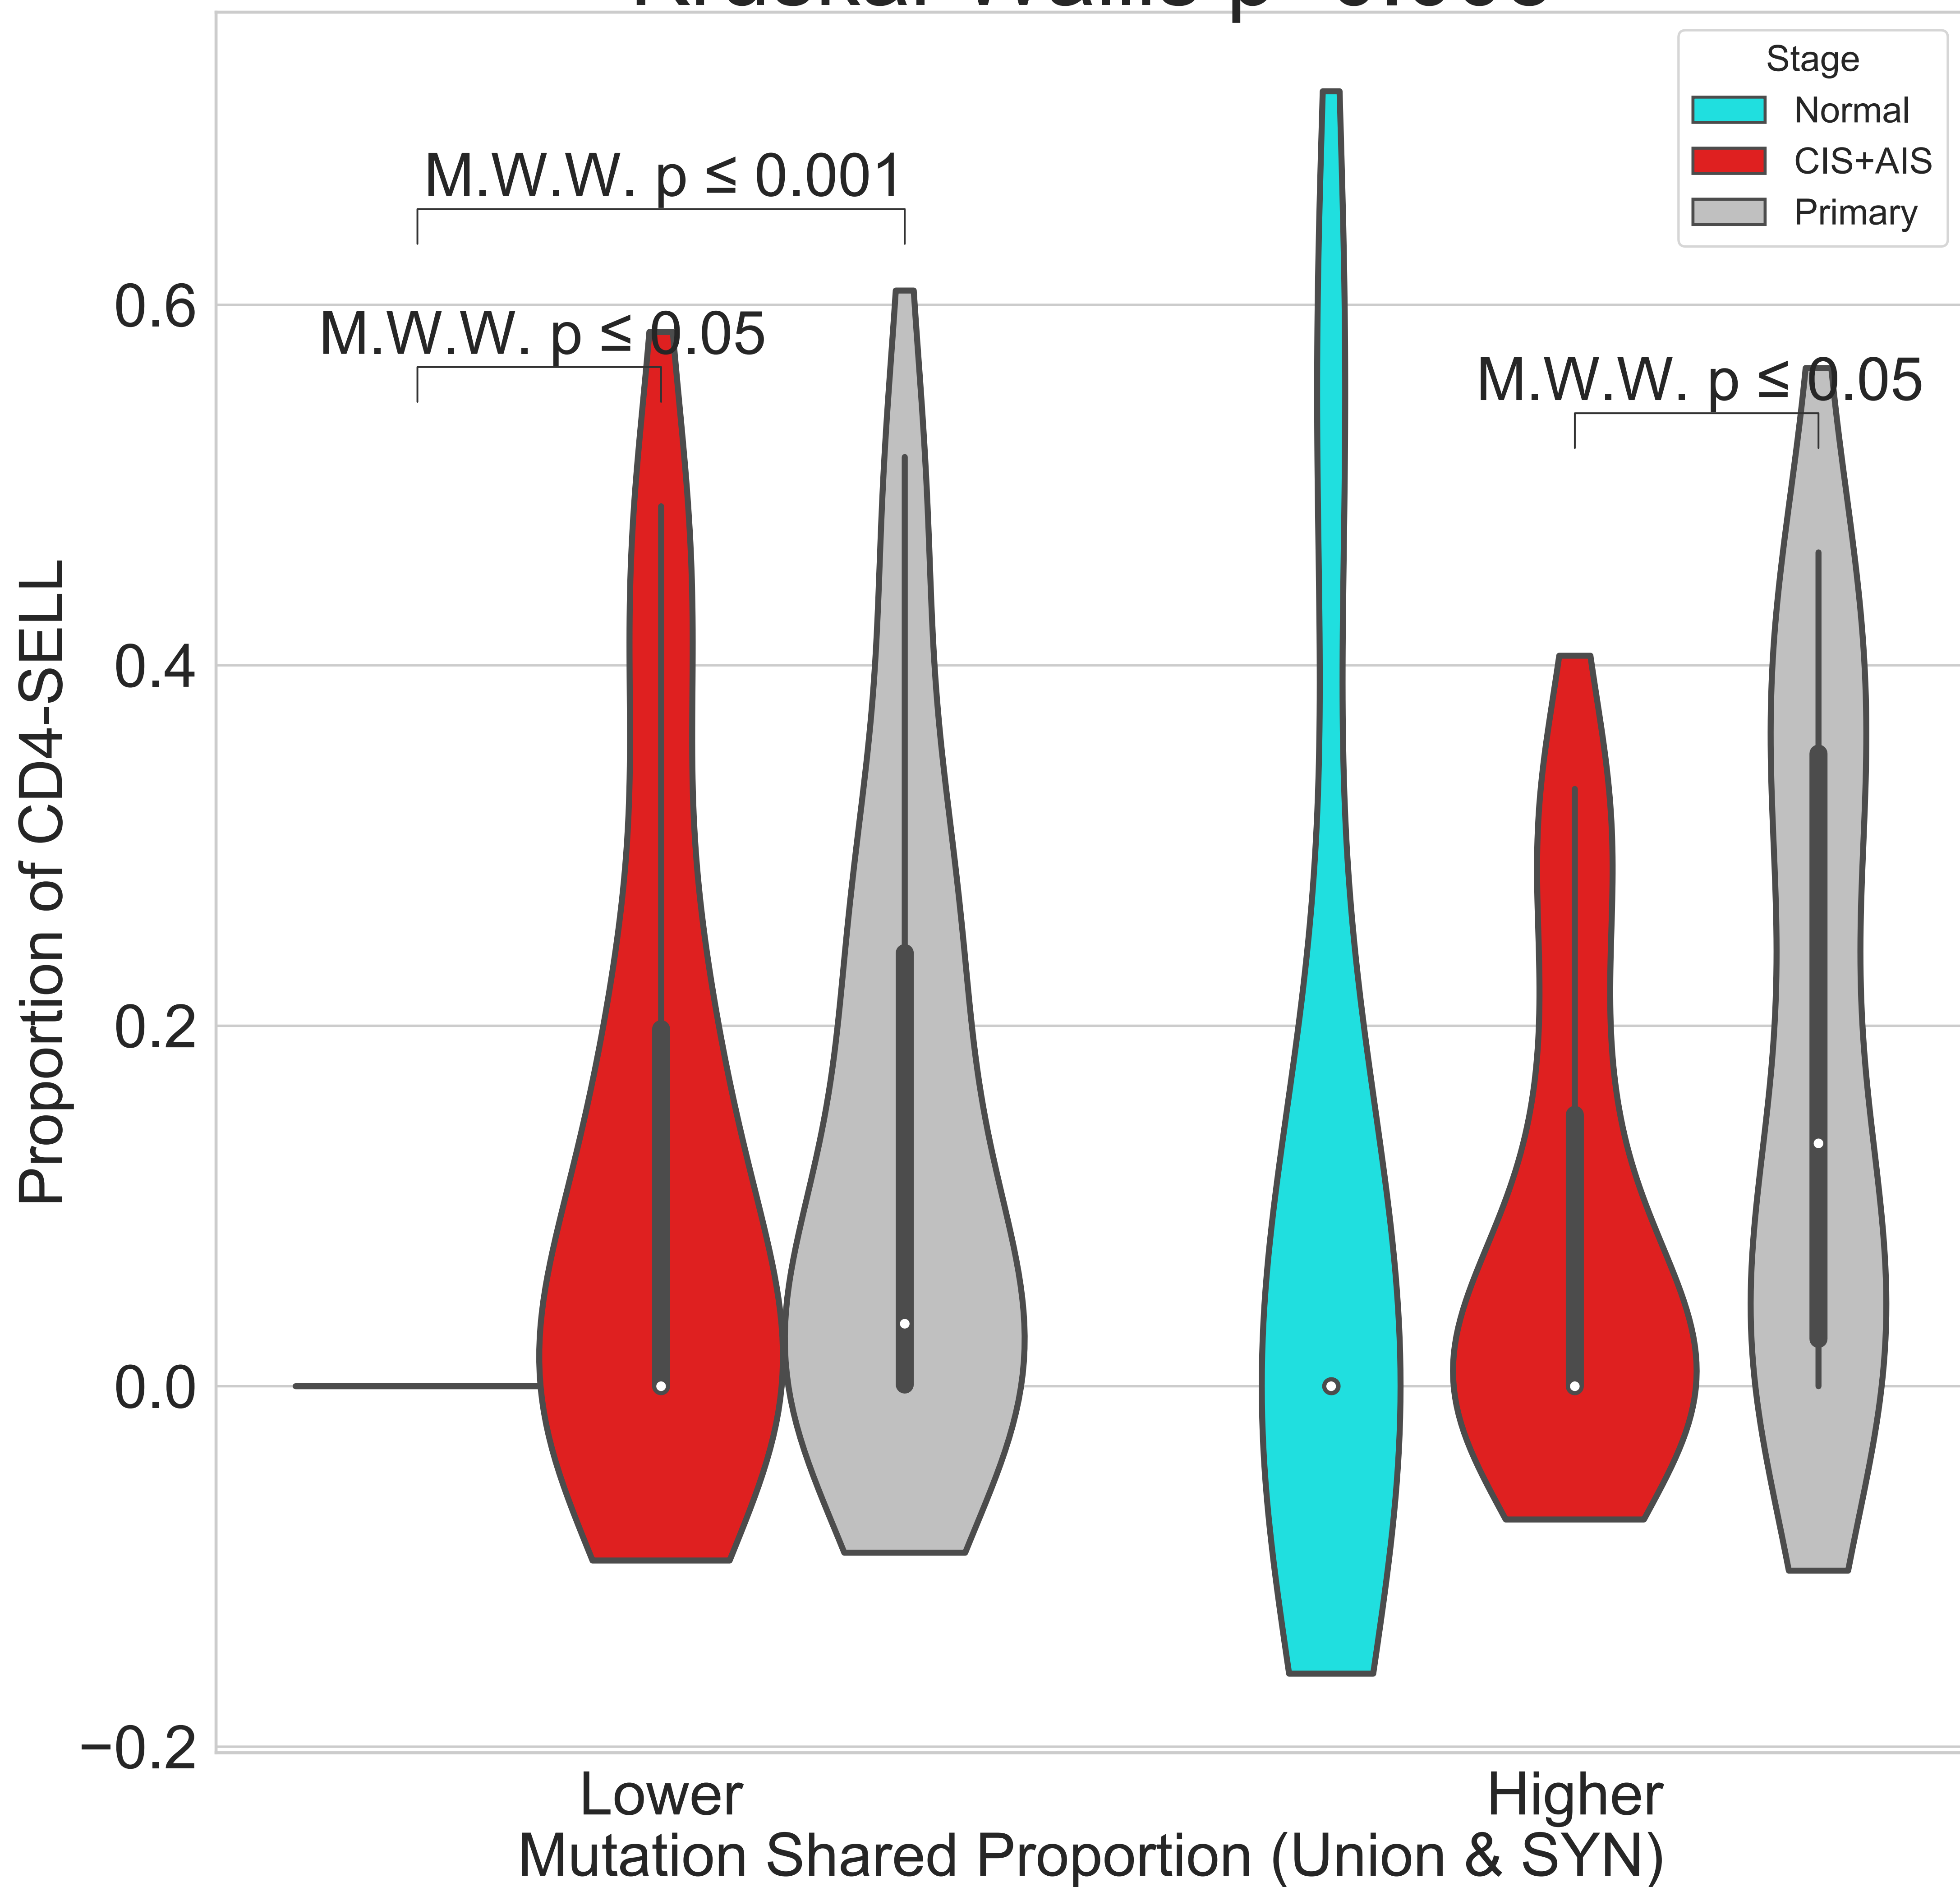 Stage
Normal
CIS+AIS
Primary
M.W.W. p ≤ 0.001
M.W.W. p ≤ 0.05
M.W.W. p ≤ 0.05
0.6
0.4
0.2
0.0
−0.2
Proportion of CD4-SELL
Lower
Higher
Mutation Shared Proportion (Union & SYN)